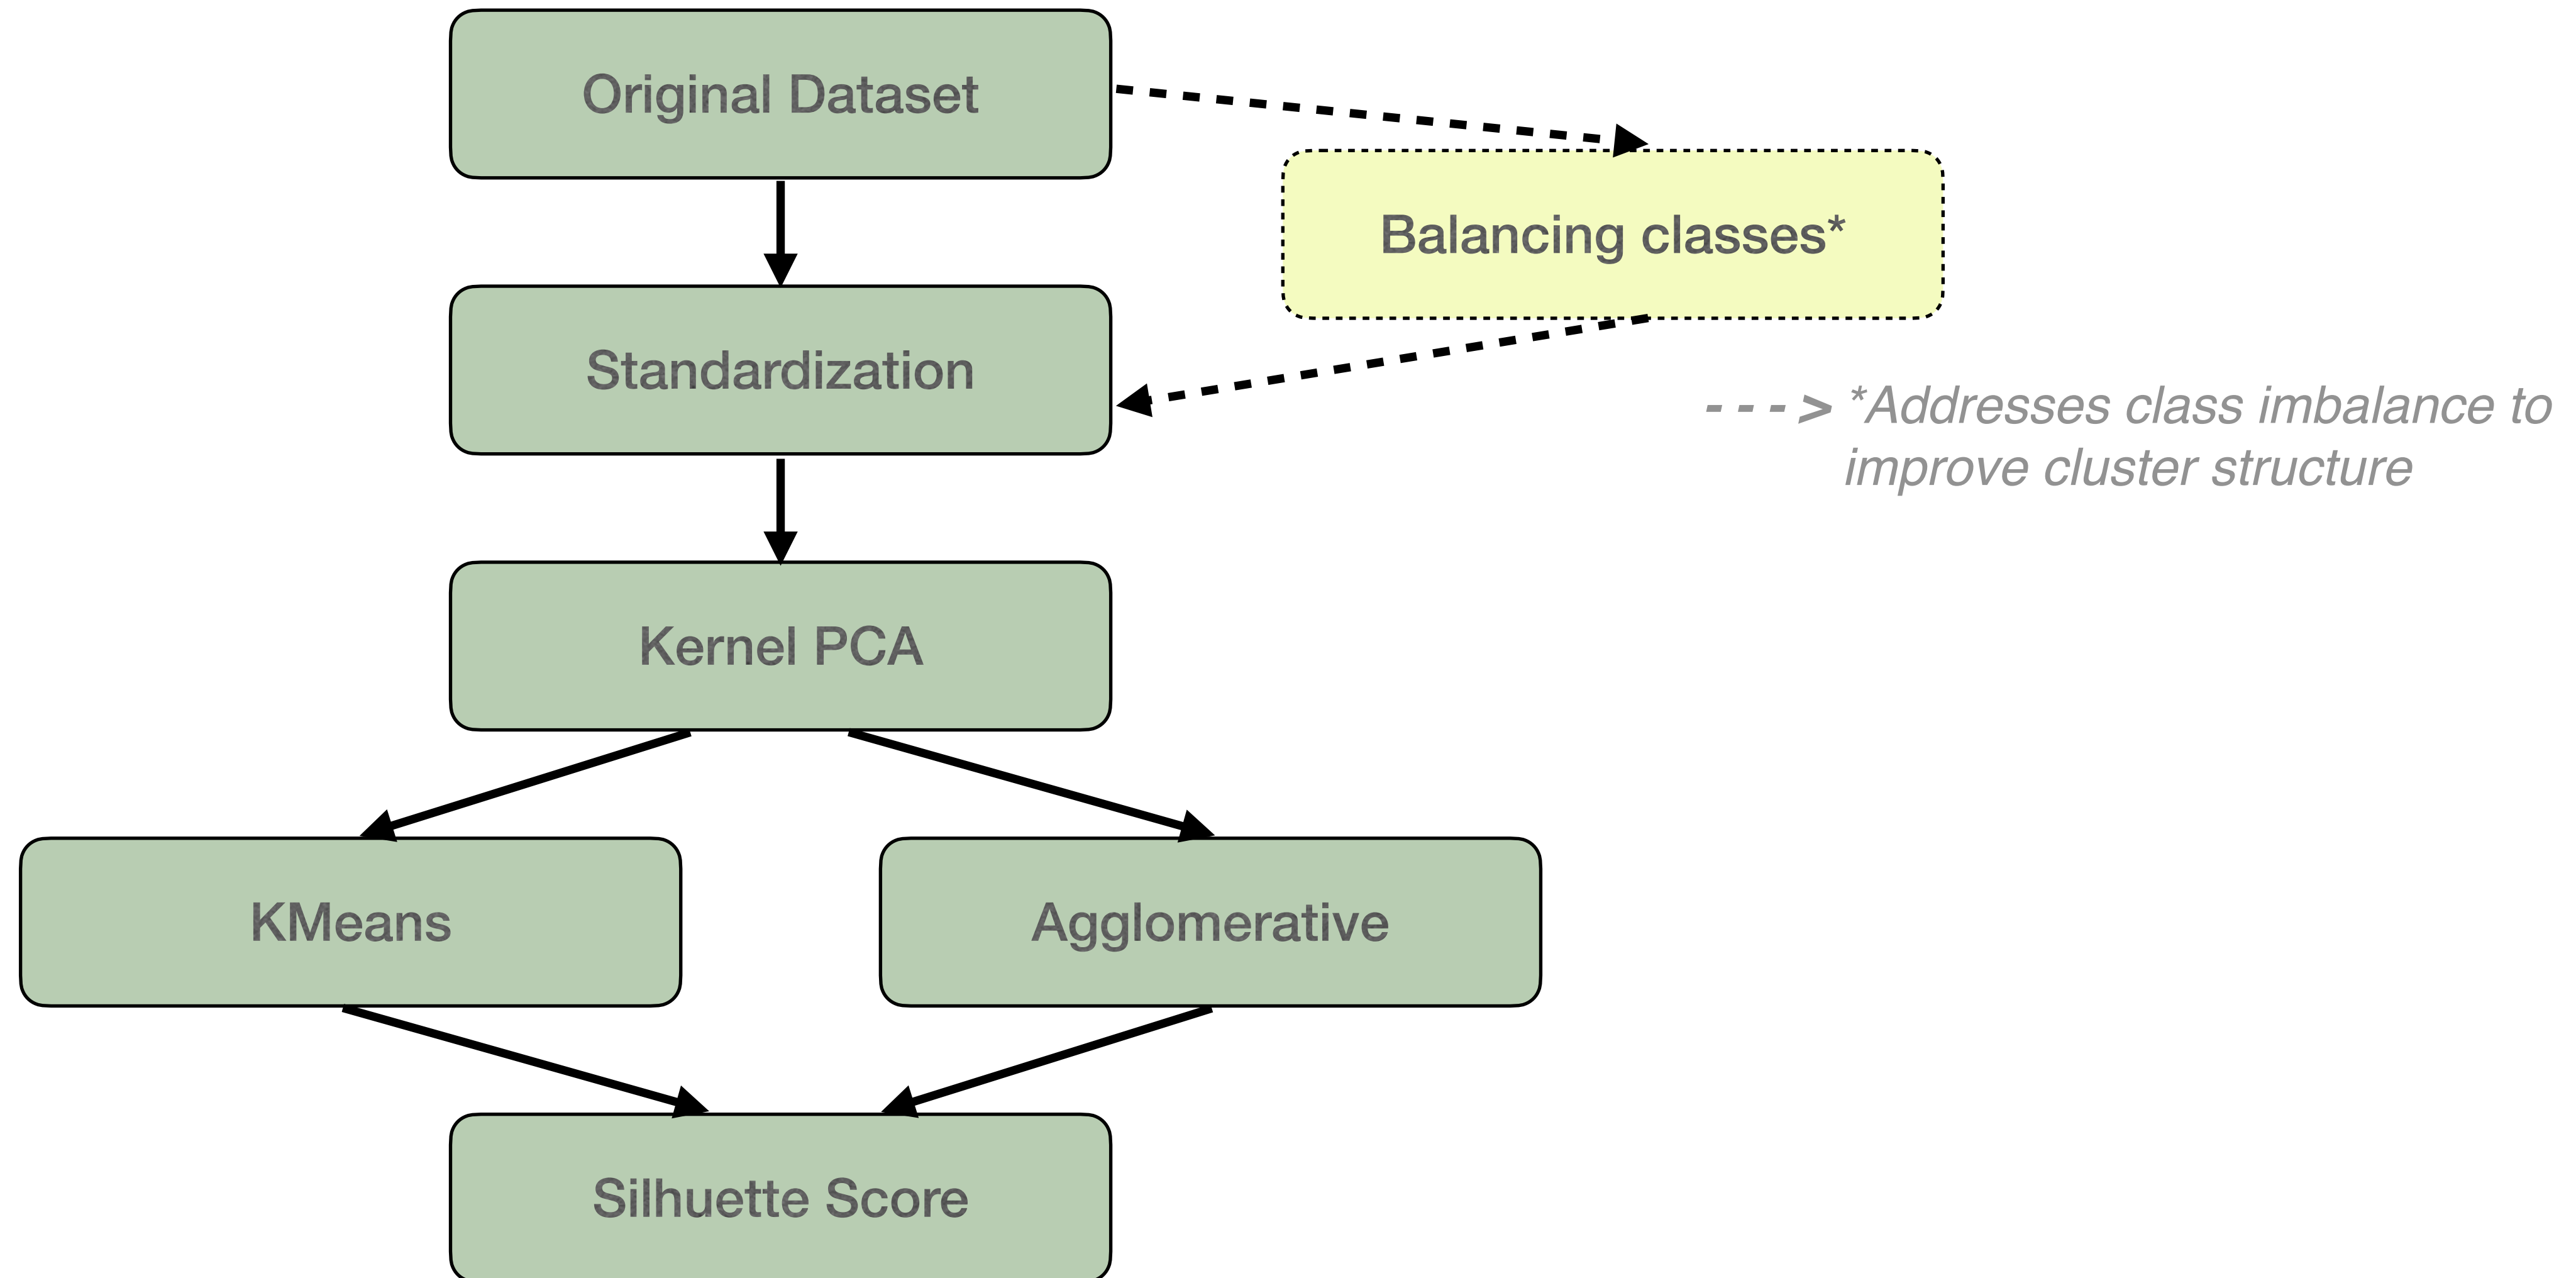 Original Dataset
Balancing classes*
Standardization
- - - > *Addresses class imbalance to
improve cluster structure
Kernel PCA
KMeans
Agglomerative
Silhuette Score